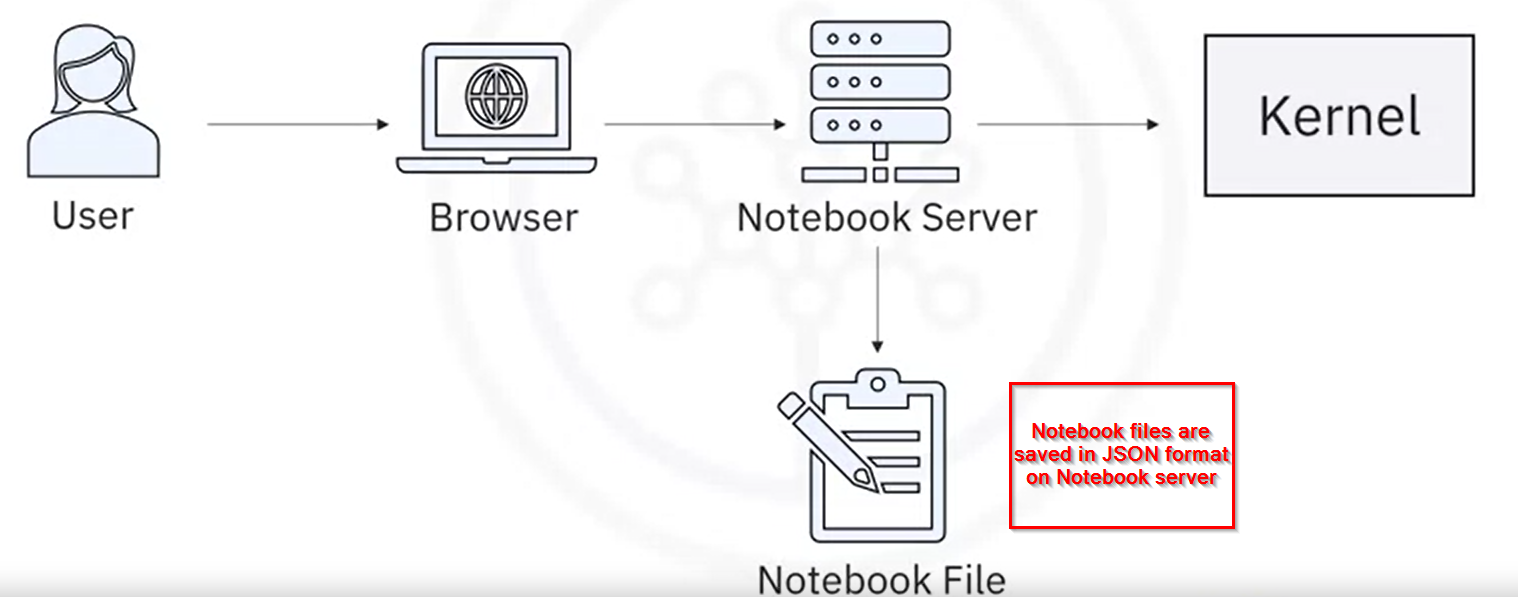 User
Browser
Notebook Server
Kernel
Notebook files are
saved in JSON format
on Notebook server
Notebook File